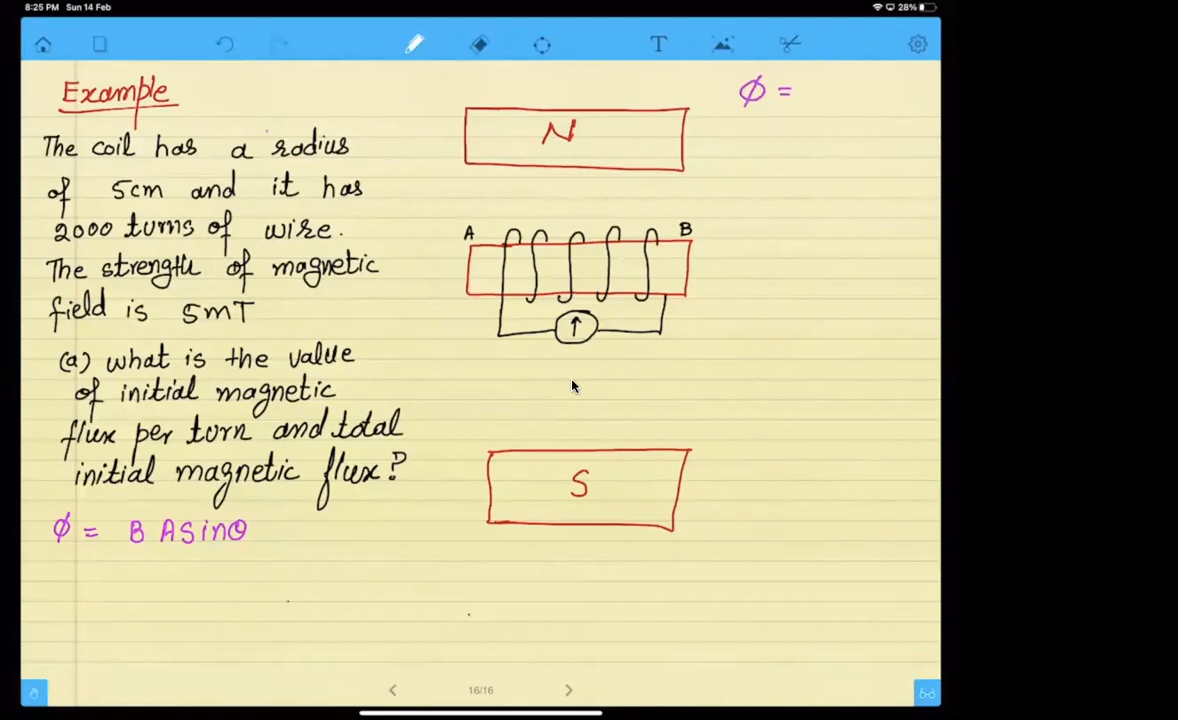 8:25 PM Sun 14 Feb
28%
T
Example
The coil has a radius
of 5cm and it has
2000 turns of wire.
The strength of magnetic
field is 5mT
(a) what is the value
of initial magnetic
flux per turn and total
initial magnetic flux?
ϕ = B A Sinθ
ϕ =
N
A B
S
16/16